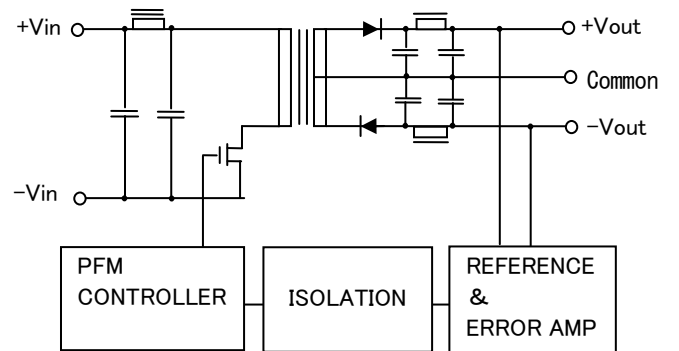 +Vin
+Vout
Common
-Vout
-Vin
PFM
CONTROLLER
ISOLATION
REFERENCE
&
ERROR AMP